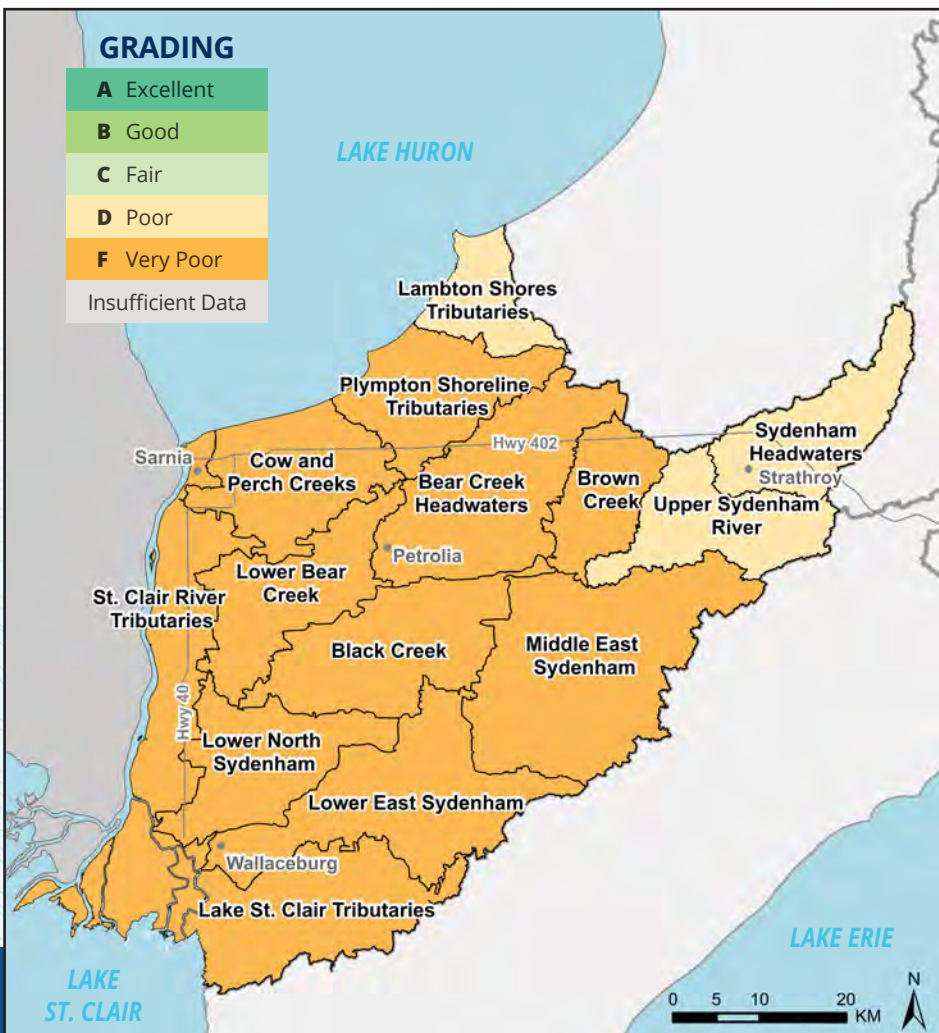 GRADING
A Excellent
B Good
C Fair
D Poor
F Very Poor
Insufficient Data
LAKE HURON
Lambton Shores
Tributaries
Plympton Shoreline
Tributaries
Hwy 402
Sydenham
Headwaters
Strathroy
Sarnia
Cow and
Perch Creeks
Bear Creek
Headwaters
Brown
Creek
Upper Sydenham
River
Petrolia
Lower Bear
Creek
St. Clair River
Tributaries
Black Creek
Middle East
Sydenham
Hwy 40
Lower North
Sydenham
Lower East Sydenham
Wallaceburg
Lake St. Clair Tributaries
LAKE ERIE
LAKE
ST. CLAIR
N
0 5 10 20
KM